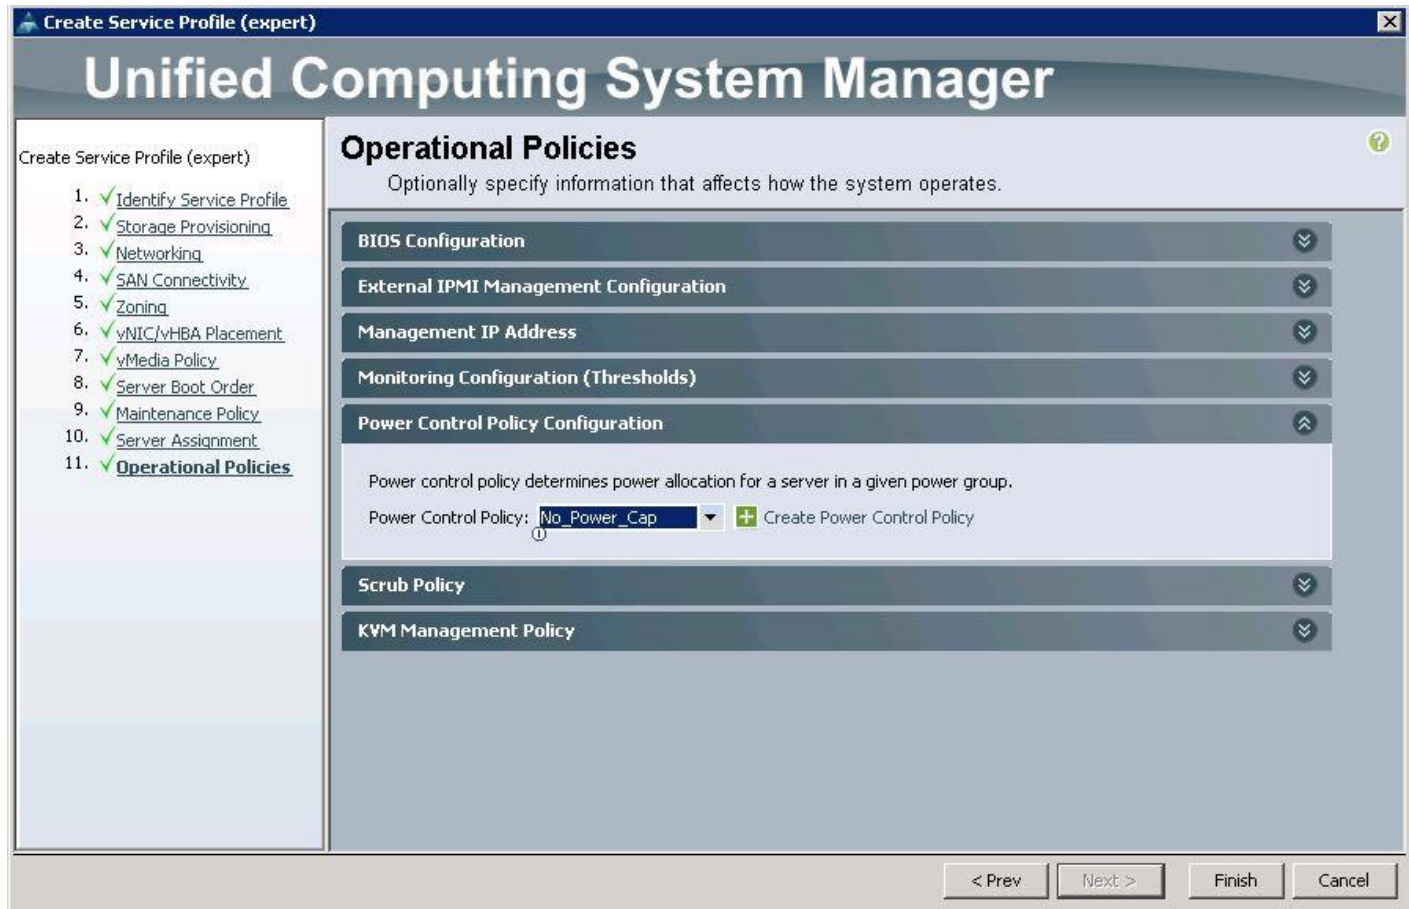 Create Service Profile (expert)
Unified Computing System Manager
Create Service Profile (expert)
1. Identify Service Profile
2. Storage Provisioning
3. Networking
4. SAN Connectivity
5. Zoning
6. vNIC/vHBA Placement
7. vMedia Policy
8. Server Boot Order
9. Maintenance Policy
10. Server Assignment
11. Operational Policies
Operational Policies
Optionally specify information that affects how the system operates.
BIOS Configuration
External IPMI Management Configuration
Management IP Address
Monitoring Configuration (Thresholds)
Power Control Policy Configuration
Power control policy determines power allocation for a server in a given power group.
Power Control Policy: No_Power_Cap Create Power Control Policy
Scrub Policy
KVM Management Policy
< Prev Next > Finish Cancel